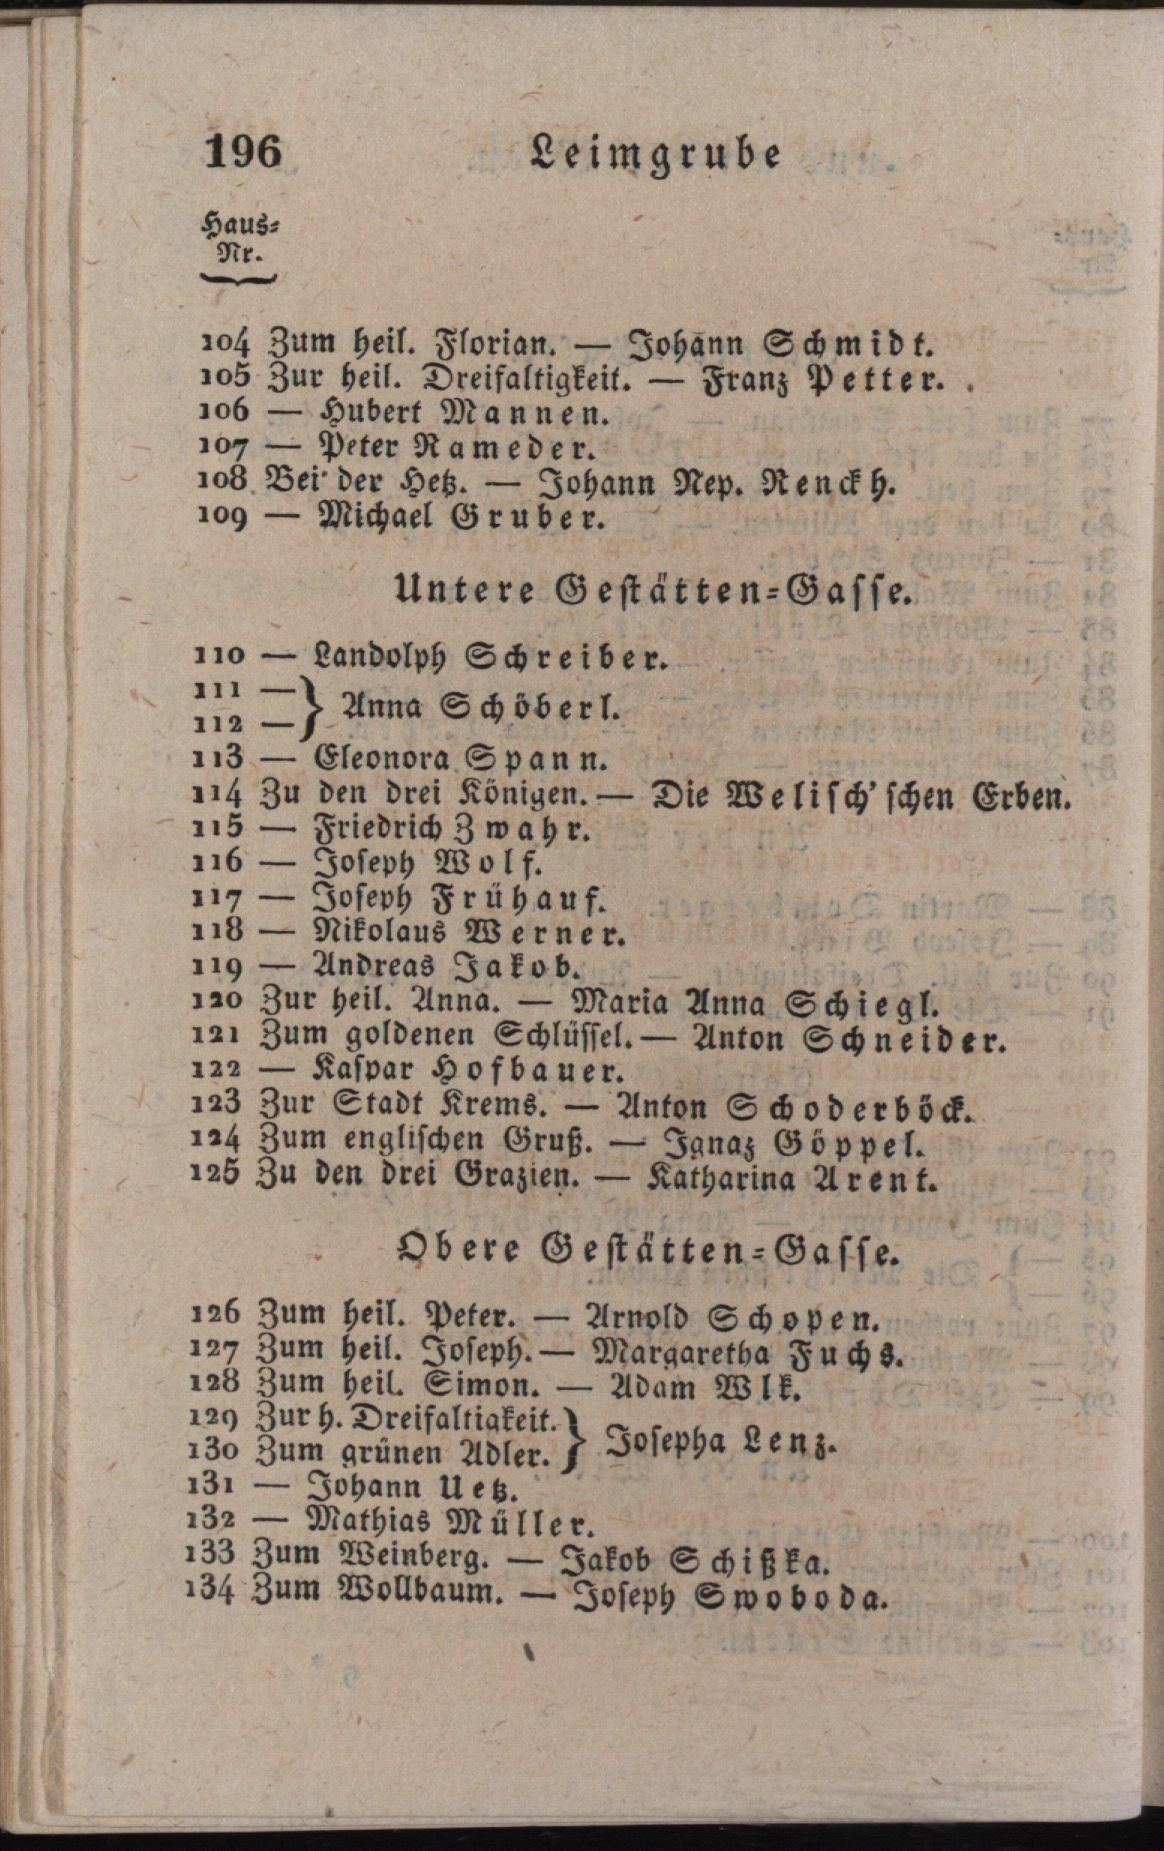 196 Leimgrube
Haus-
Nr.
104 Zum heil. Florian. — Johann Schmidt.
105 Zur heil. Dreifaltigkeit. — Franz Petter.
106 — Hubert Mannen.
107 — Peter Rameder.
108 Bei der Hetz. — Johann Nep. Renckh.
109 — Michael Gruber.
Untere Gestätten-Gasse.
110 — Landolph Schreiber.
111 —
112 — } Anna Schöberl.
113 — Eleonora Spann.
114 Zu den drei Königen. — Die Welisch'schen Erben.
115 — Friedrich Zwahr.
116 — Joseph Wolf.
117 — Joseph Frühauf.
118 — Nikolaus Werner.
119 — Andreas Jakob.
120 Zur heil. Anna. — Maria Anna Schiegl.
121 Zum goldenen Schlüssel. — Anton Schneider.
122 — Kaspar Hofbauer.
123 Zur Stadt Krems. — Anton Schoderböck.
124 Zum englischen Gruß. — Ignaz Göppel.
125 Zu den drei Grazien. — Katharina Arent.
Obere Gestätten-Gasse.
126 Zum heil. Peter. — Arnold Schopen.
127 Zum heil. Joseph. — Margaretha Fuchs.
128 Zum heil. Simon. — Adam Wlk.
129 Zur h. Dreifaltigkeit.
130 Zum grünen Adler. } Josepha Lenz.
131 — Johann Uetz.
132 — Mathias Müller.
133 Zum Weinberg. — Jakob Schißka.
134 Zum Wollbaum. — Joseph Swoboda.